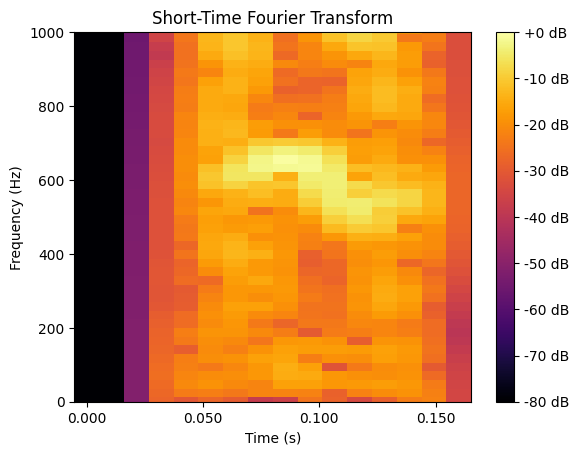 Short-Time Fourier Transform
1000
800
600
400
200
0
Frequency (Hz)
0.000
0.050
0.100
0.150
Time (s)
+0 dB
-10 dB
-20 dB
-30 dB
-40 dB
-50 dB
-60 dB
-70 dB
-80 dB